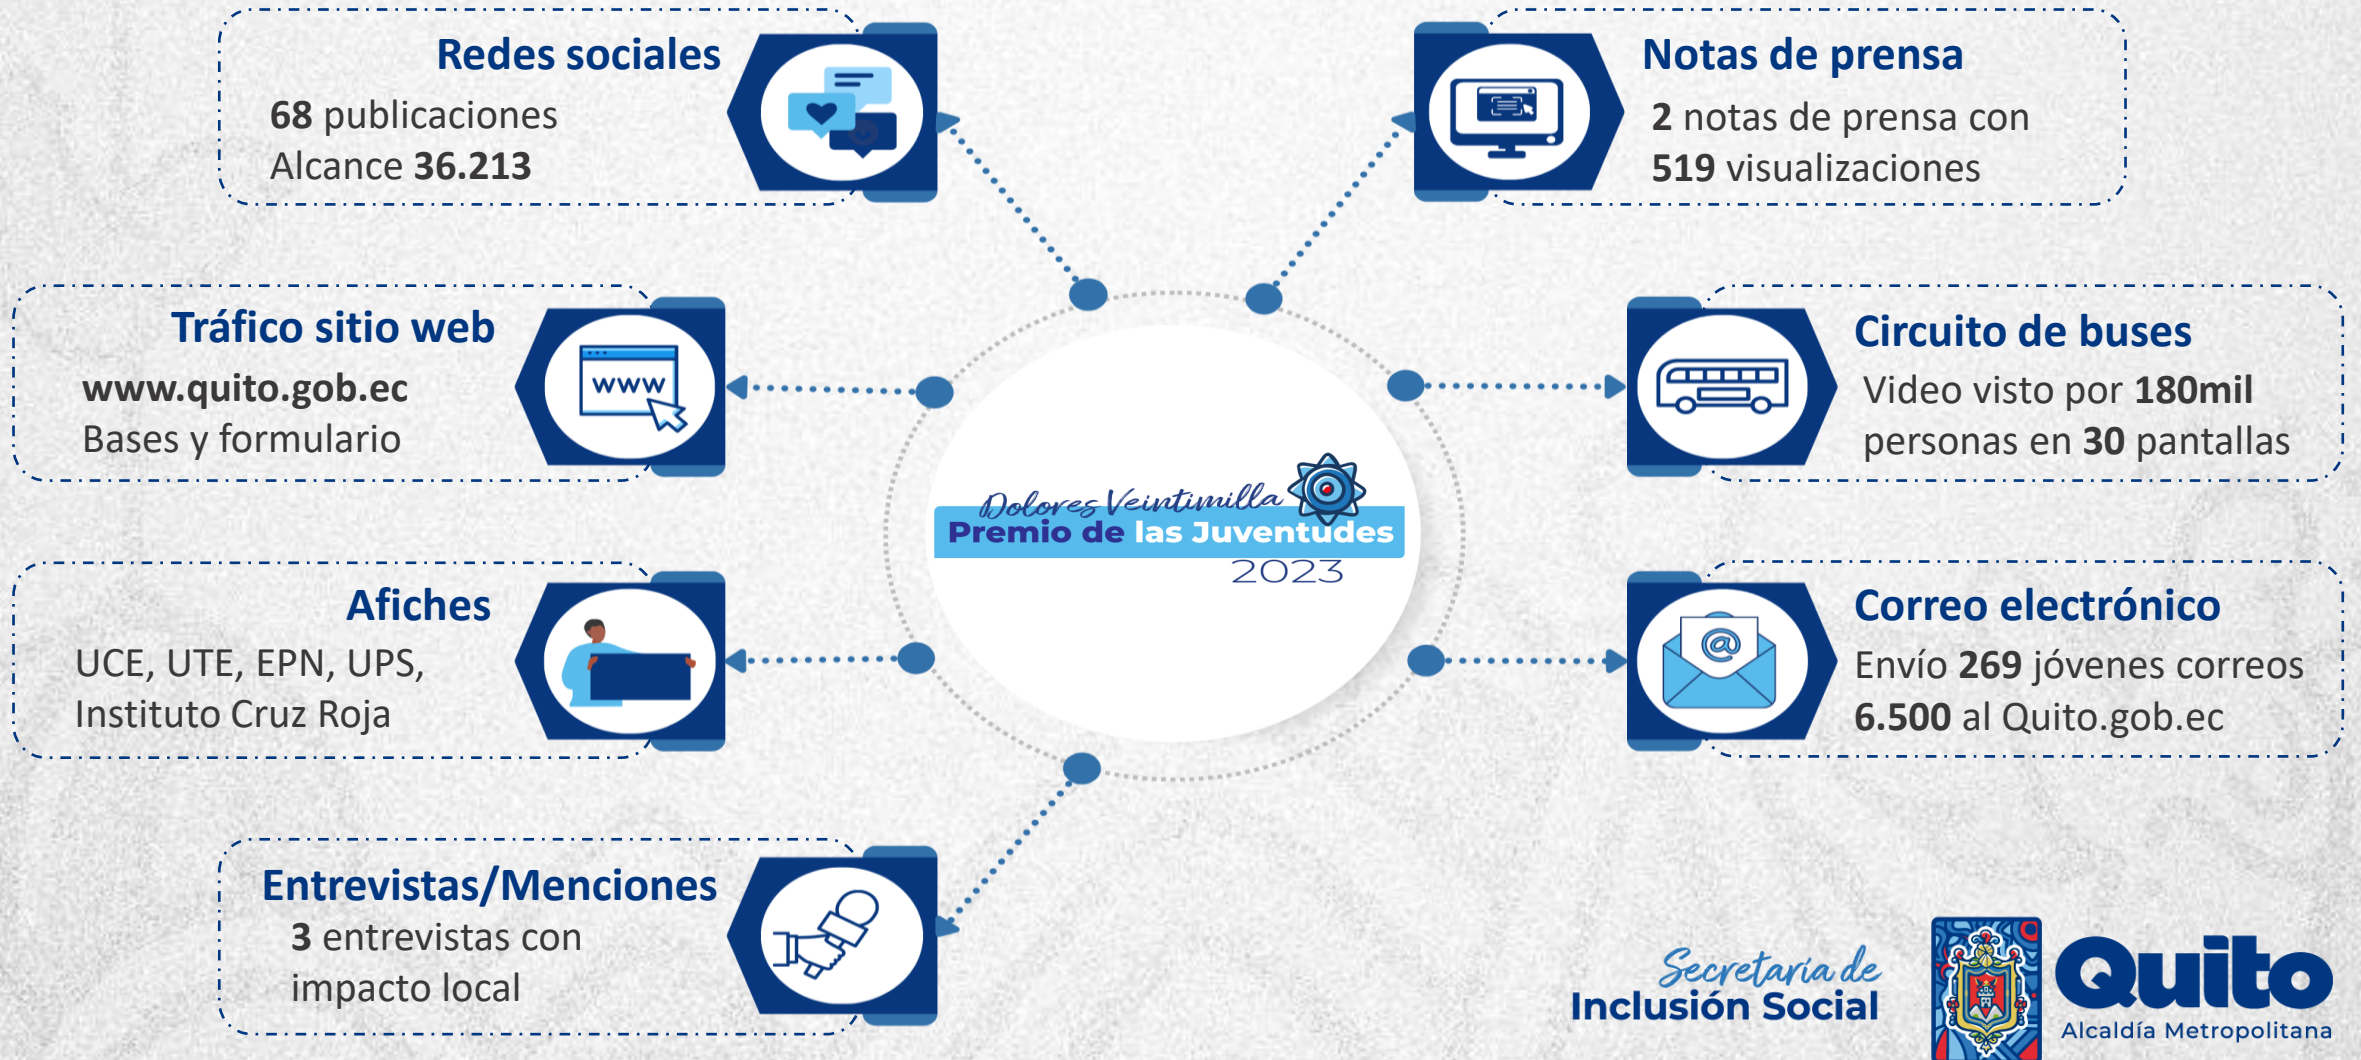 Redes sociales
68 publicaciones
Alcance 36.213
Notas de prensa
2 notas de prensa con
519 visualizaciones
Tráfico sitio web
www.quito.gob.ec
Bases y formulario
WWW
Circuito de buses
Video visto por 180mil
personas en 30 pantallas
Dolores Veintimilla
Premio de las Juventudes
2023
Afiches
UCE, UTE, EPN, UPS,
Instituto Cruz Roja
Correo electrónico
Envío 269 jóvenes correos
6.500 al Quito.gob.ec
@
Entrevistas/Menciones
3 entrevistas con
impacto local
Secretaría de
Inclusión Social
Quito
Alcaldía Metropolitana